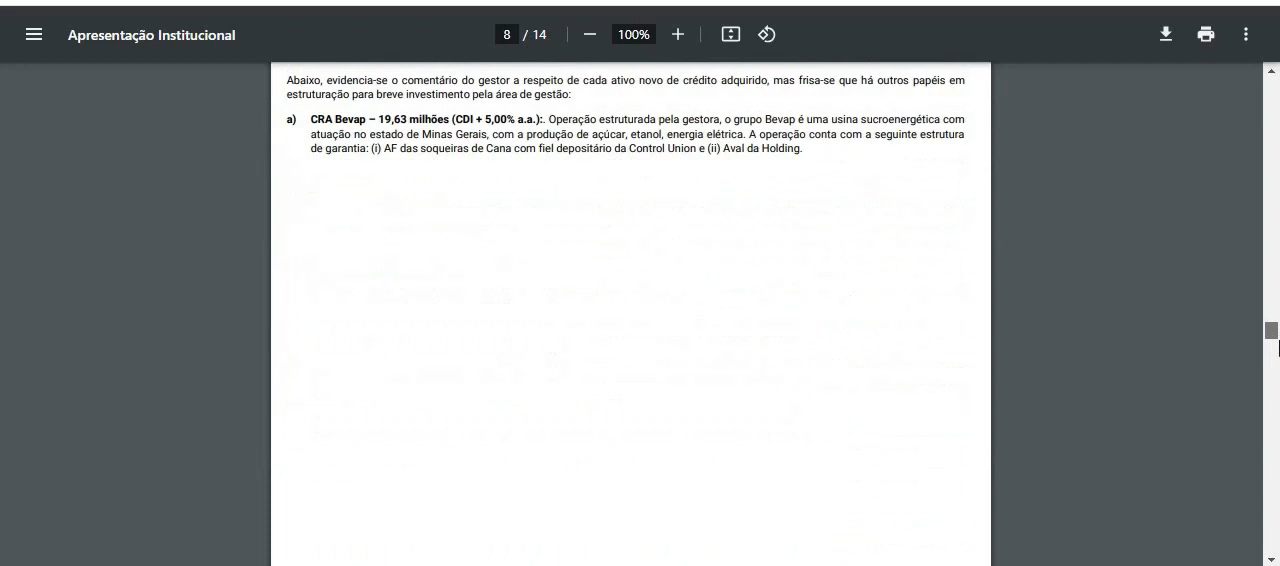 Apresentação Institucional
8 / 14
100%
Abaixo, evidencia-se o comentário do gestor a respeito de cada ativo novo de crédito adquirido, mas frisa-se que há outros papéis em
estruturação para breve investimento pela área de gestão:
a) CRA Bevap – 19,63 milhões (CDI + 5,00% a.a.):. Operação estruturada pela gestora, o grupo Bevap é uma usina sucroenergética com
atuação no estado de Minas Gerais, com a produção de açúcar, etanol, energia elétrica. A operação conta com a seguinte estrutura
de garantia: (i) AF das soqueiras de Cana com fiel depositário da Control Union e (ii) Aval da Holding.